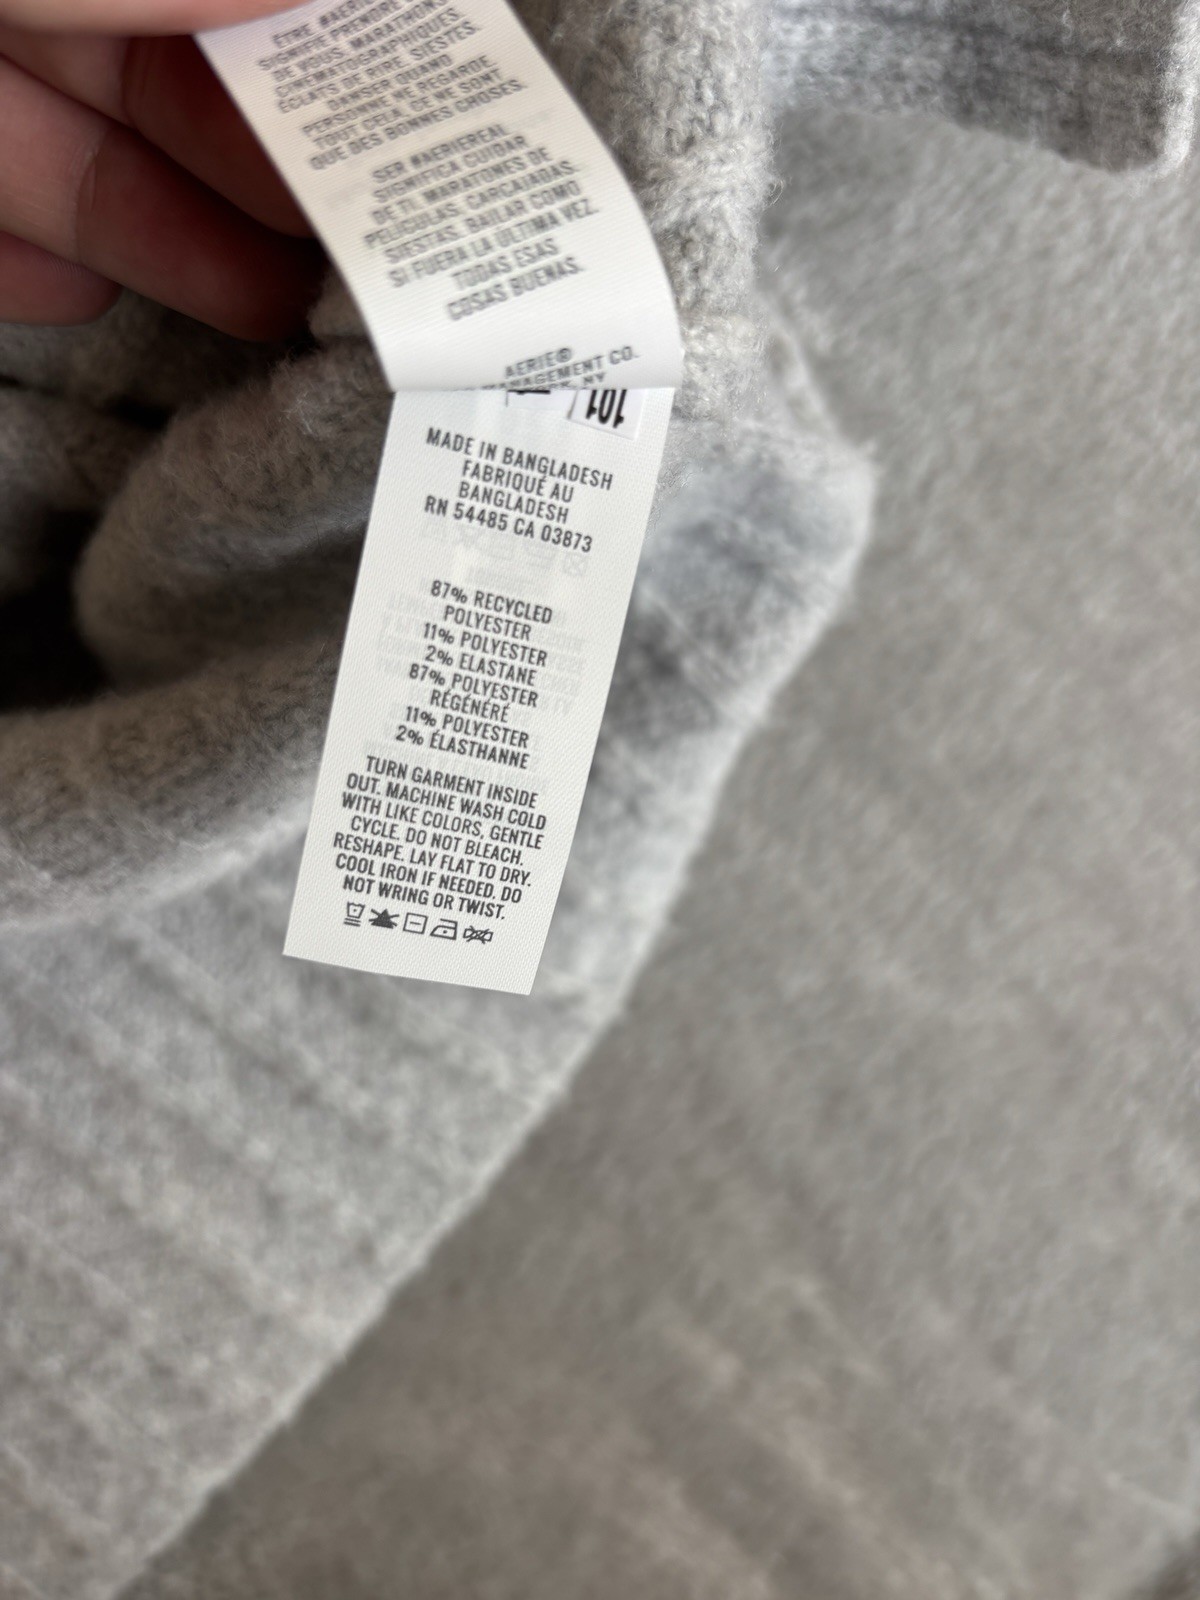 ÊTRE #AERIE
SIGNIFIE PRENDRE
DE VOUS. MARATHONS
CINÉMATOGRAPHIQUES.
ÉCLATS DE RIRE. SIESTES.
DANSER QUAND
PERSONNE NE REGARDE.
TOUT CELA, CE NE SONT
QUE DES BONNES CHOSES.
SER #AERIEREAL
SIGNIFICA CUIDAR
DE TI. MARATONES DE
PELÍCULAS. CARCAJADAS.
SIESTAS. BAILAR COMO
SI FUERA LA ÚLTIMA VEZ.
TODAS ESAS
COSAS BUENAS.
AERIE®
MANAGEMENT CO.
NY
101
MADE IN BANGLADESH
FABRIQUÉ AU
BANGLADESH
RN 54485 CA 03873
87% RECYCLED
POLYESTER
11% POLYESTER
2% ELASTANE
87% POLYESTER
RÉGÉNÉRÉ
11% POLYESTER
2% ÉLASTHANNE
TURN GARMENT INSIDE
OUT. MACHINE WASH COLD
WITH LIKE COLORS, GENTLE
CYCLE. DO NOT BLEACH.
RESHAPE. LAY FLAT TO DRY.
COOL IRON IF NEEDED. DO
NOT WRING OR TWIST.